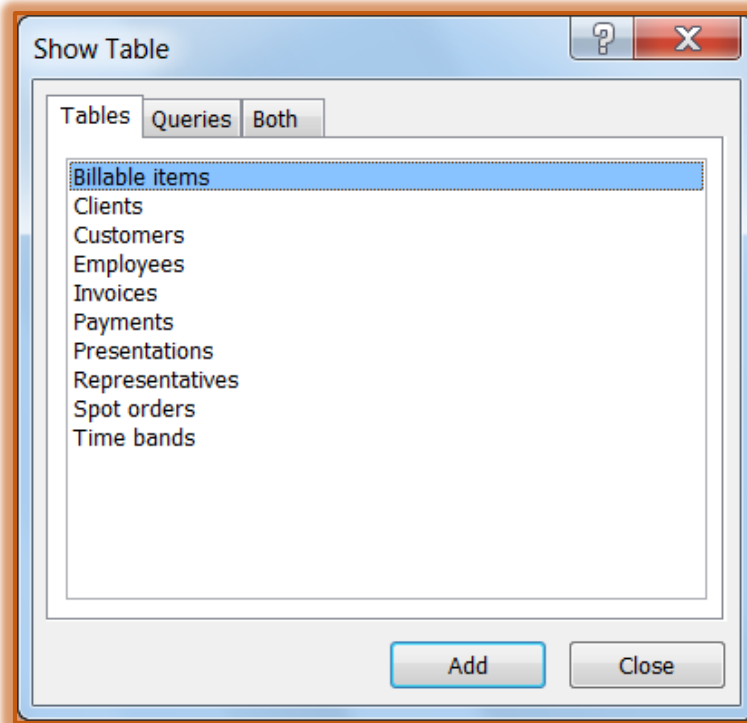 Show Table
Tables Queries Both
Billable items
Clients
Customers
Employees
Invoices
Payments
Presentations
Representatives
Spot orders
Time bands
Add Close